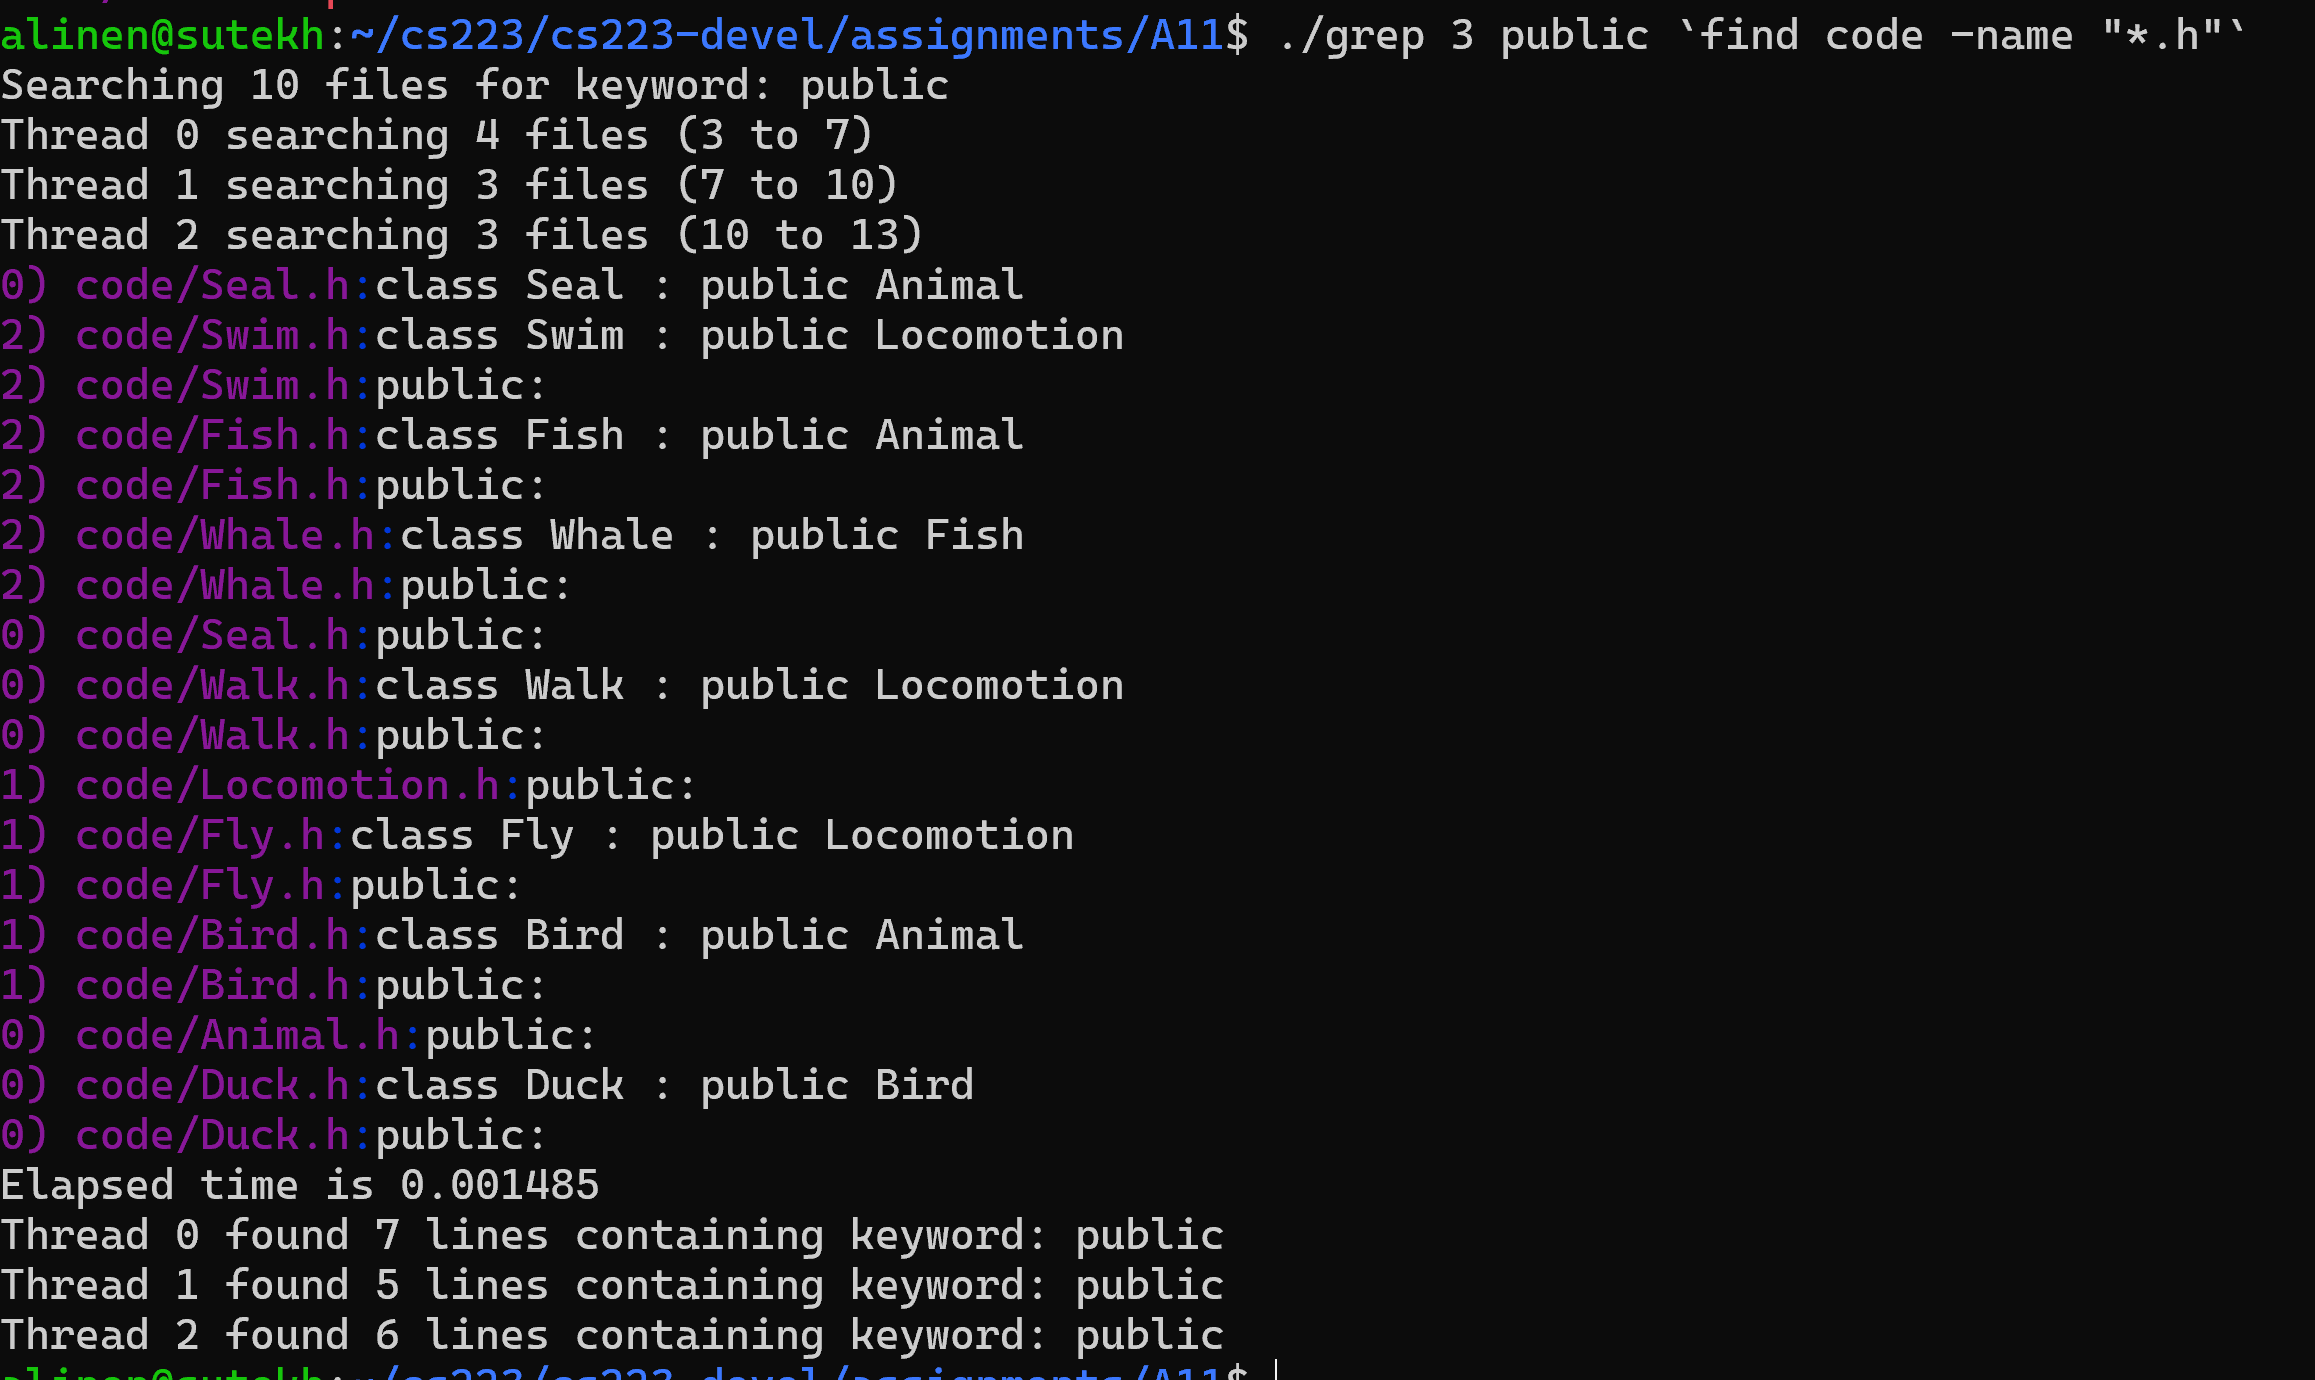 alinen@sutekh:~/cs223/cs223-devel/assignments/A11$ ./grep 3 public `find code -name "*.h"`
Searching 10 files for keyword: public
Thread 0 searching 4 files (3 to 7)
Thread 1 searching 3 files (7 to 10)
Thread 2 searching 3 files (10 to 13)
0) code/Seal.h:class Seal : public Animal
2) code/Swim.h:class Swim : public Locomotion
2) code/Swim.h:public:
2) code/Fish.h:class Fish : public Animal
2) code/Fish.h:public:
2) code/Whale.h:class Whale : public Fish
2) code/Whale.h:public:
0) code/Seal.h:public:
0) code/Walk.h:class Walk : public Locomotion
0) code/Walk.h:public:
1) code/Locomotion.h:public:
1) code/Fly.h:class Fly : public Locomotion
1) code/Fly.h:public:
1) code/Bird.h:class Bird : public Animal
1) code/Bird.h:public:
0) code/Animal.h:public:
0) code/Duck.h:class Duck : public Bird
0) code/Duck.h:public:
Elapsed time is 0.001485
Thread 0 found 7 lines containing keyword: public
Thread 1 found 5 lines containing keyword: public
Thread 2 found 6 lines containing keyword: public
alinen@sutekh:~/cs223/cs223-devel/assignments/A11$